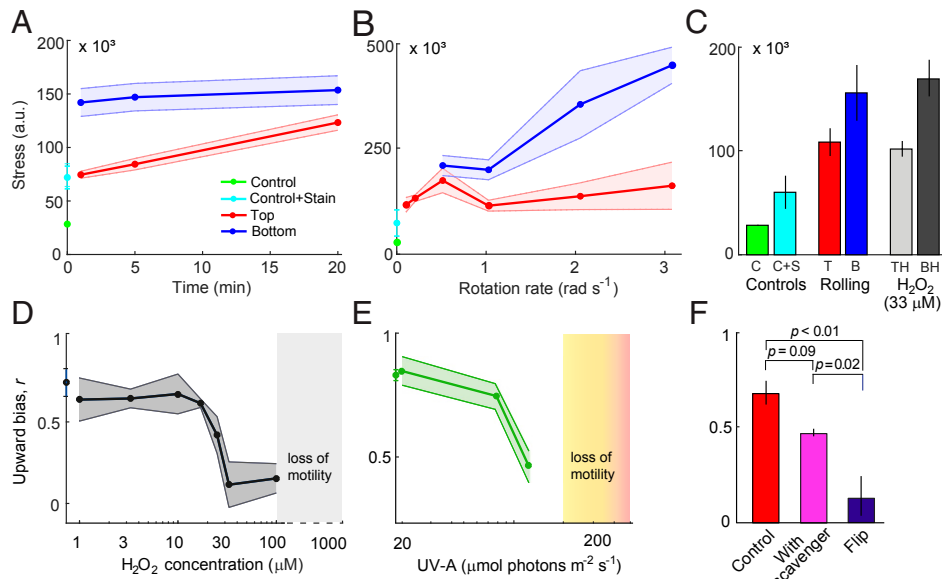 A
B
C
x 10³
x 10³
x 10³
200
150
100
50
0
Stress (a.u.)
0
5
10
15
20
Time (min)
Control
Control+Stain
Top
Bottom
500
250
0
0
1
2
3
Rotation rate (rad s⁻¹)
200
100
0
C
C+S
T
B
TH
BH
Controls
Rolling
H₂O₂
(33 µM)
D
E
F
1
0.5
0
Upward bias, r
loss of
motility
1
3
10
30
100
1000
H₂O₂ concentration (µM)
1
0.5
loss of
motility
20
200
UV-A (µmol photons m⁻² s⁻¹)
1
0.5
0
p < 0.01
p = 0.09
p = 0.02
Control
With
scavenger
Flip